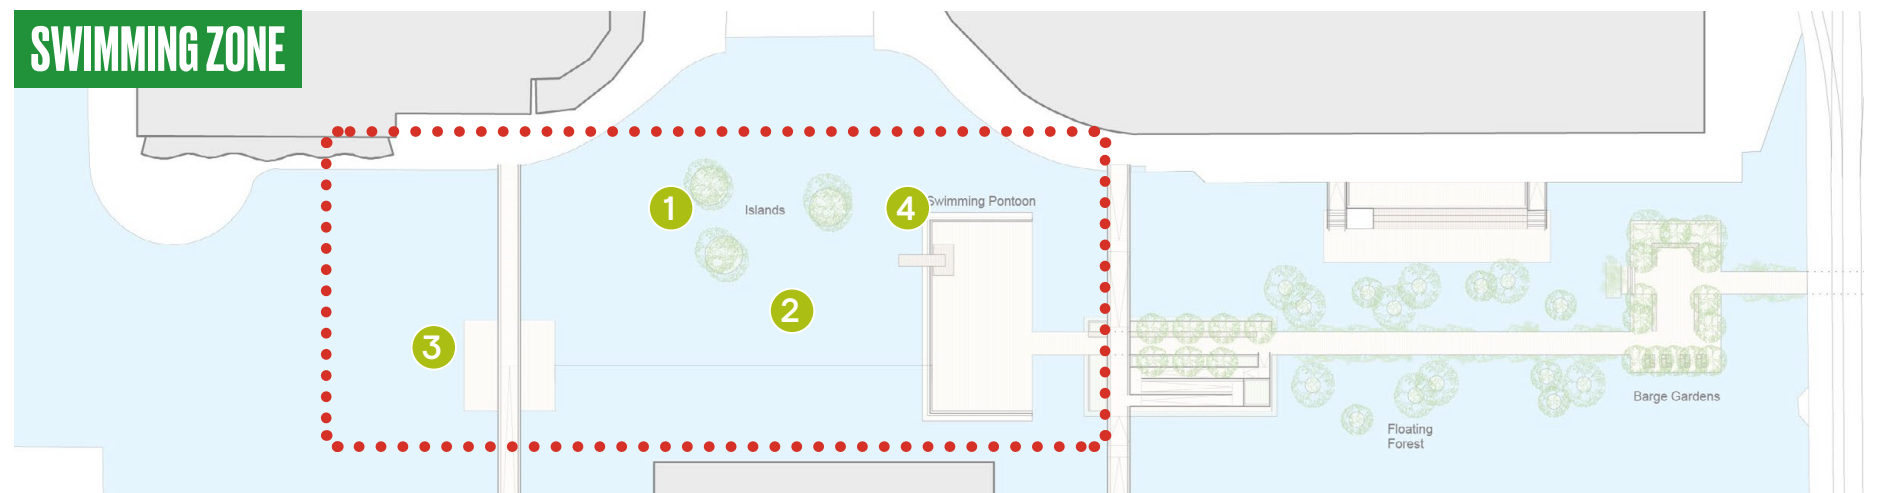 SWIMMING ZONE
1
Islands
4
Swimming Pontoon
2
3
Barge Gardens
Floating
Forest